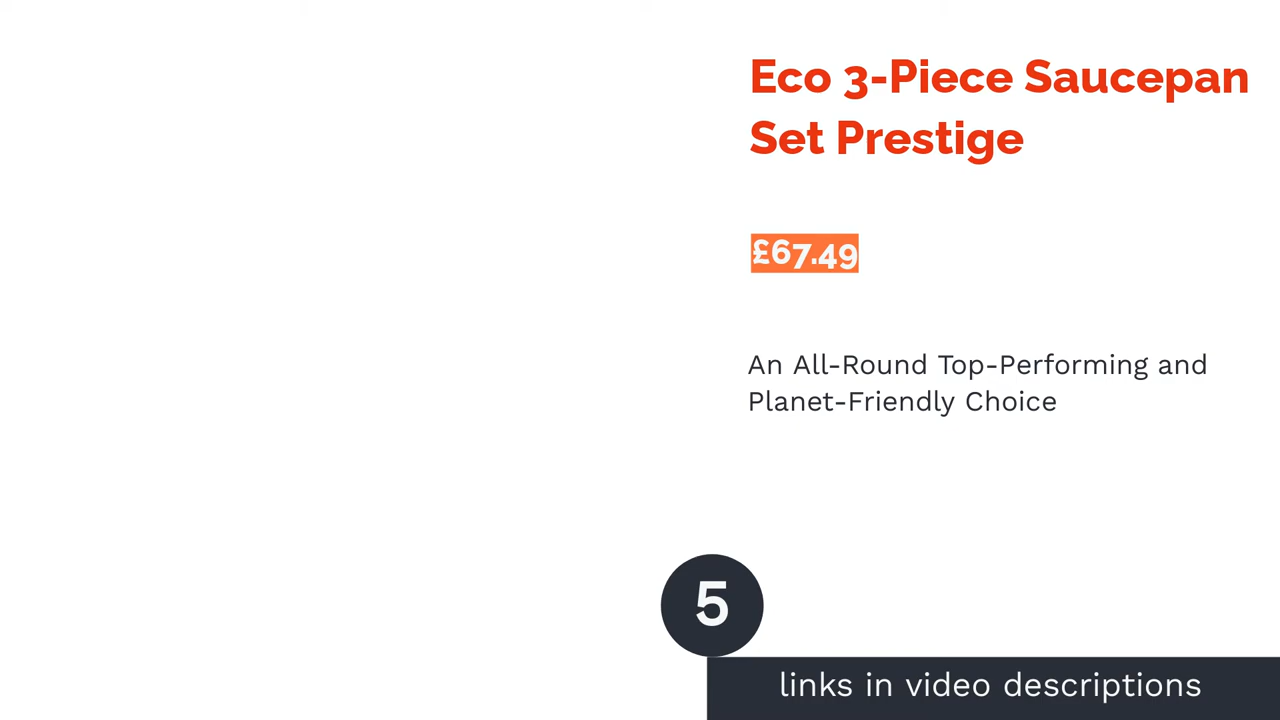 Eco 3-Piece Saucepan
Set Prestige
£67.49
An All-Round Top-Performing and
Planet-Friendly Choice
5
links in video descriptions